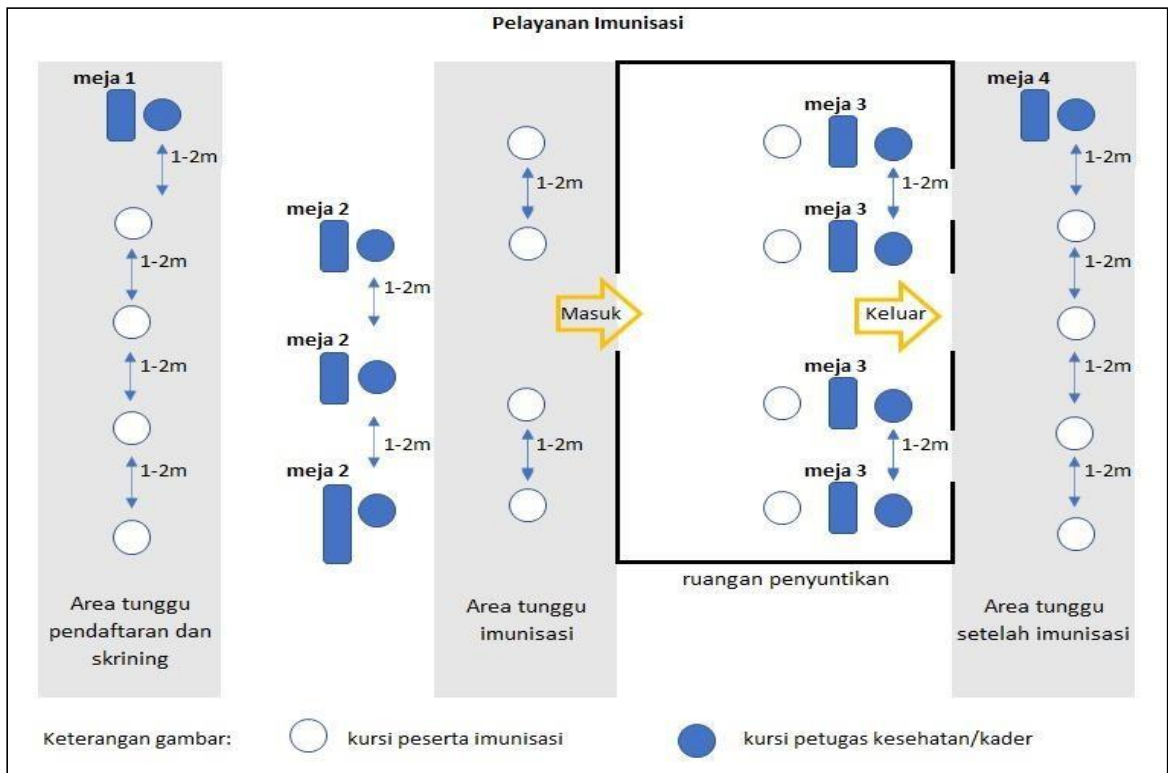 Pelayanan Imunisasi
meja 1
1-2m
1-2m
1-2m
1-2m
Area tunggu
pendaftaran dan
skrining
meja 2
1-2m
meja 2
1-2m
meja 2
1-2m
1-2m
Area tunggu
imunisasi
Masuk
meja 3
1-2m
meja 3
Keluar
meja 3
1-2m
meja 3
ruangan penyuntikan
meja 4
1-2m
1-2m
1-2m
1-2m
Area tunggu
setelah imunisasi
Keterangan gambar:
kursi peserta imunisasi
kursi petugas kesehatan/kader